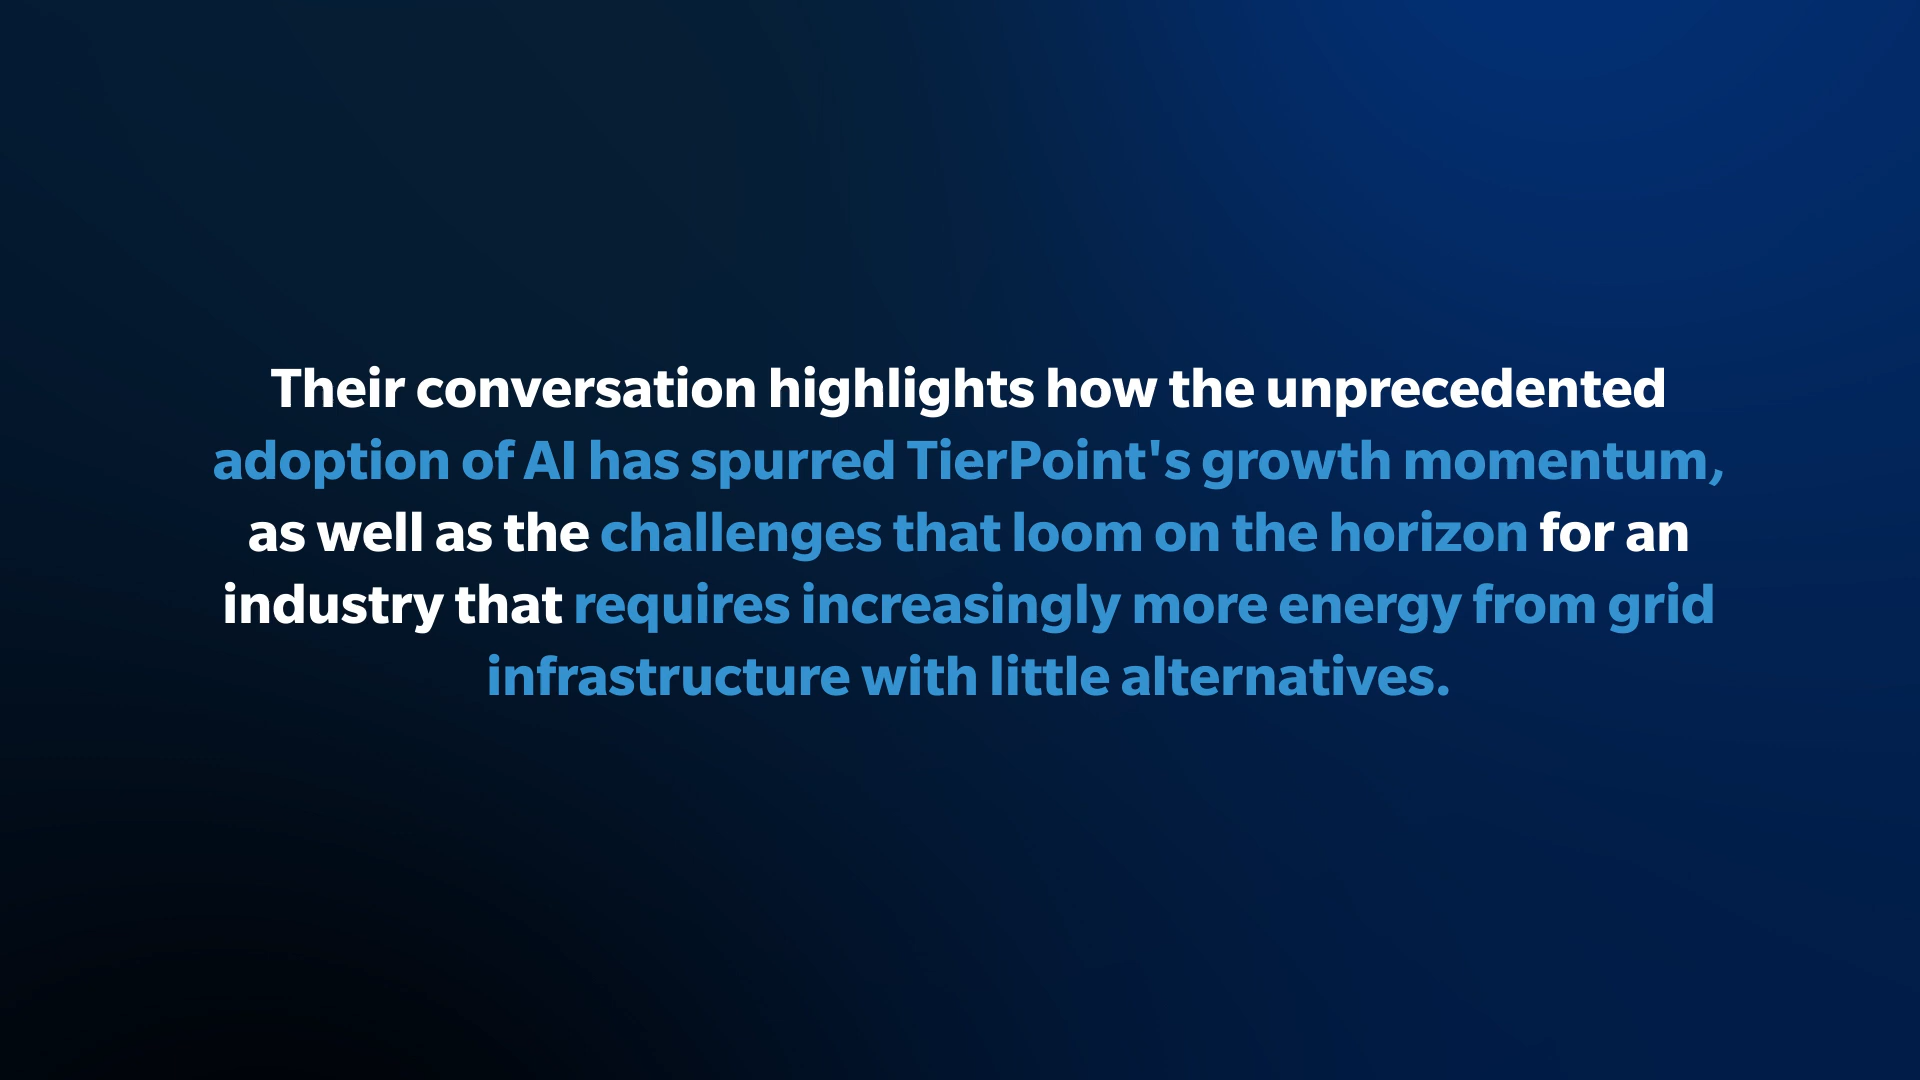 Their conversation highlights how the unprecedented
adoption of AI has spurred TierPoint's growth momentum,
as well as the challenges that loom on the horizon for an
industry that requires increasingly more energy from grid
infrastructure with little alternatives.